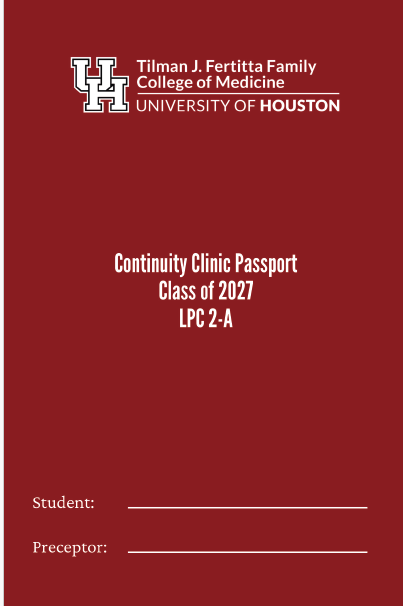 UH
Tilman J. Fertitta Family
College of Medicine
UNIVERSITY OF HOUSTON
Continuity Clinic Passport
Class of 2027
LPC 2-A
Student:
Preceptor: